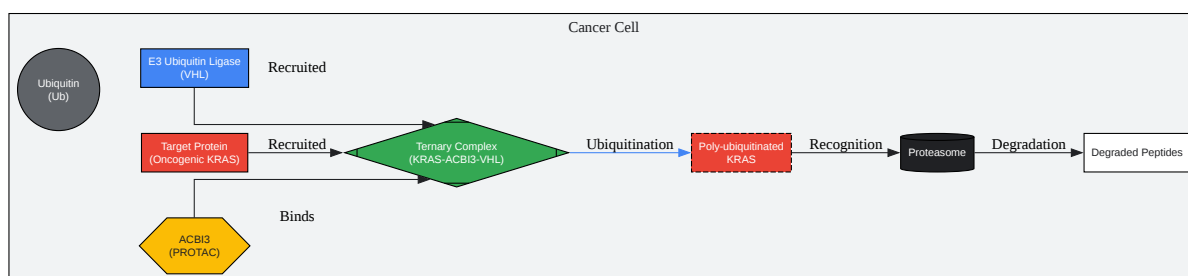 Cancer Cell
E3 Ubiquitin Ligase
(VHL)
Recruited
Ubiquitin
(Ub)
Target Protein
(Oncogenic KRAS)
Recruited
Ternary Complex
(KRAS-ACBI3-VHL)
Ubiquitination
Poly-ubiquitinated
KRAS
Recognition
Proteasome
Degradation
Degraded Peptides
Binds
ACBI3
(PROTAC)